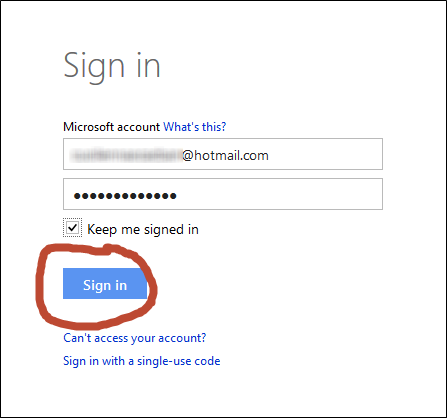 Sign in
Microsoft account What's this?
@hotmail.com
●●●●●●●●●●●●●
Keep me signed in
Sign in
Can't access your account?
Sign in with a single-use code